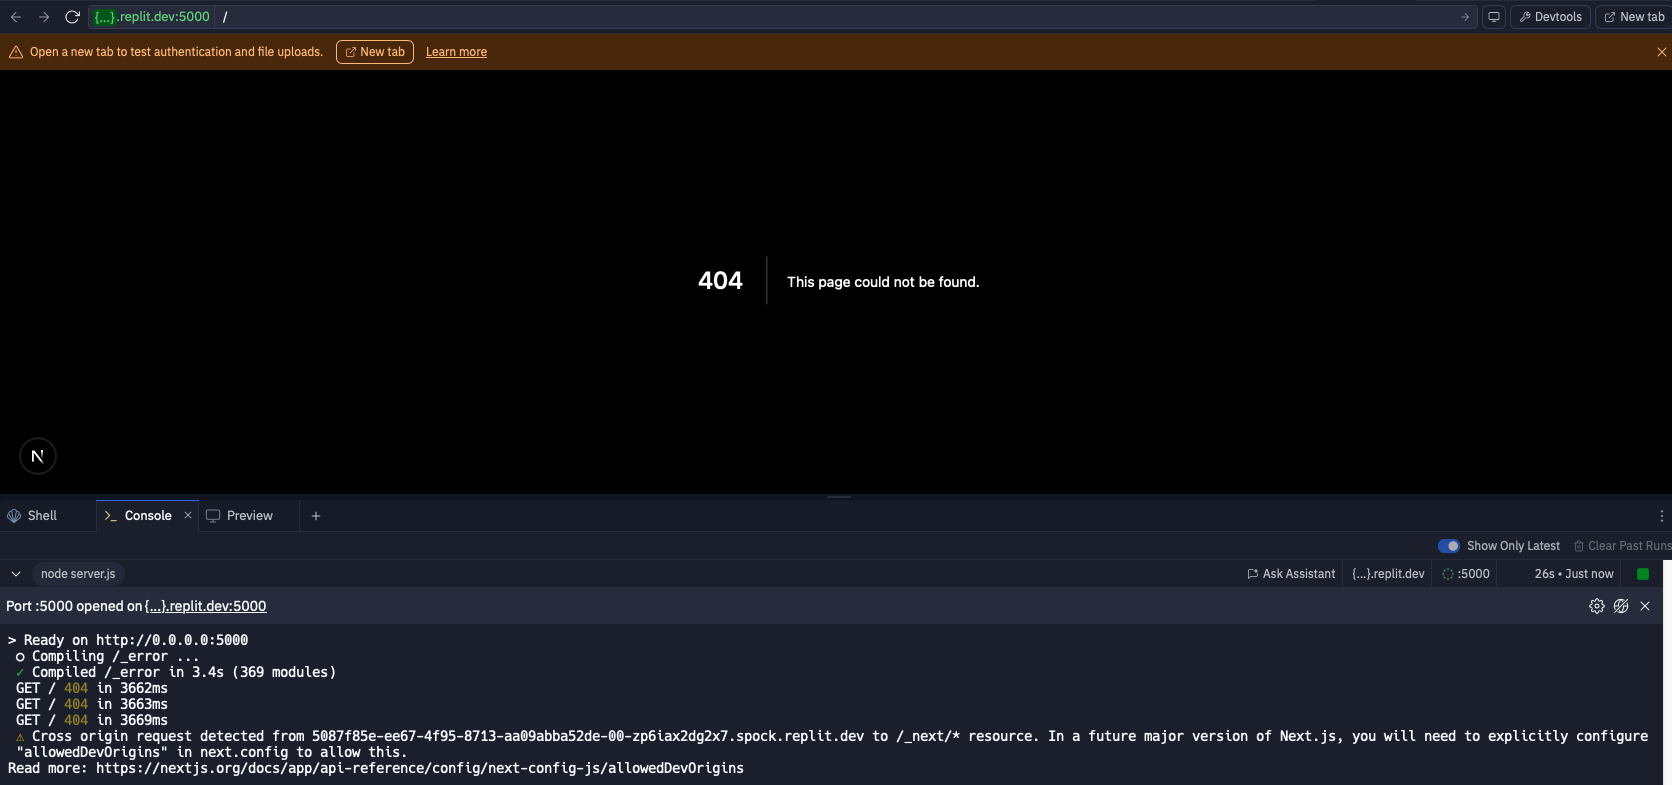 {...}.replit.dev:5000 / Devtools New tab
Open a new tab to test authentication and file uploads. New tab Learn more
404 This page could not be found.
N
Shell Console Preview
Show Only Latest Clear Past Runs
node server.js Ask Assistant {...}.replit.dev :5000 26s • Just now
Port :5000 opened on {...}.replit.dev:5000
> Ready on http://0.0.0.0:5000
○ Compiling /_error ...
✓ Compiled /_error in 3.4s (369 modules)
GET / 404 in 3662ms
GET / 404 in 3663ms
GET / 404 in 3669ms
⚠ Cross origin request detected from 5087f85e-ee67-4f95-8713-aa09abba52de-00-zp6iax2dg2x7.spock.replit.dev to /_next/* resource. In a future major version of Next.js, you will need to explicitly configure
"allowedDevOrigins" in next.config to allow this.
Read more: https://nextjs.org/docs/app/api-reference/config/next-config-js/allowedDevOrigins